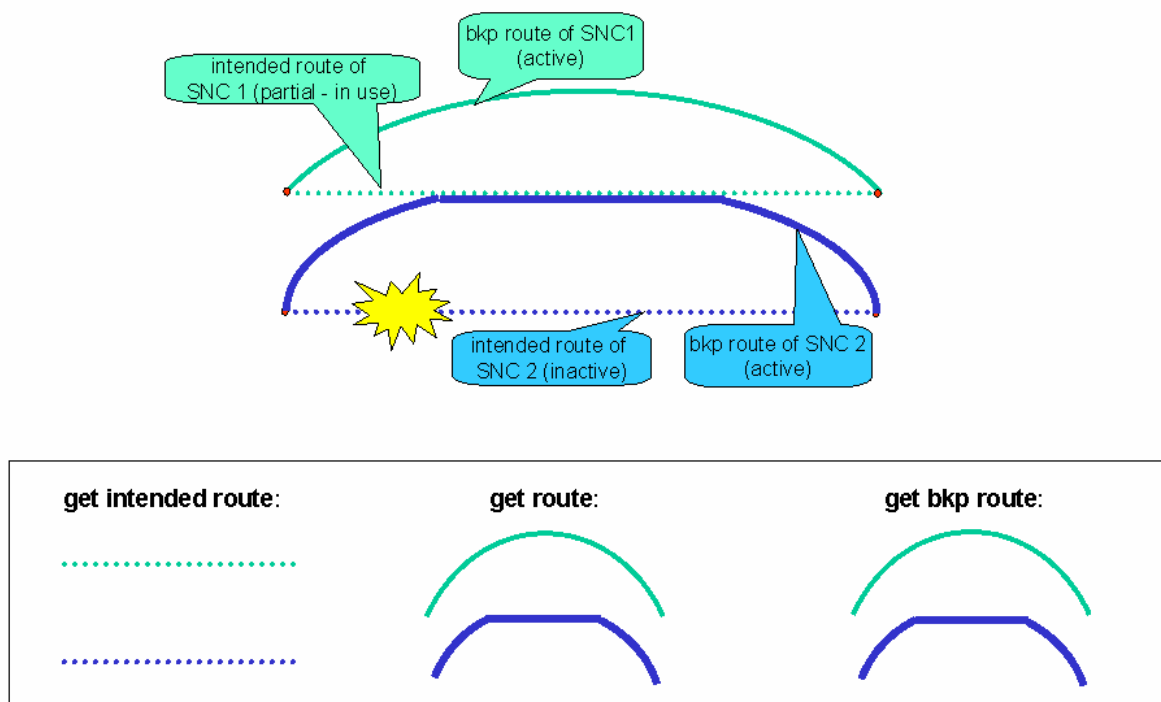 bkp route of SNC1
(active)
intended route of
SNC 1 (partial - in use)
intended route of
SNC 2 (inactive)
bkp route of SNC 2
(active)
get intended route:
get route:
get bkp route: